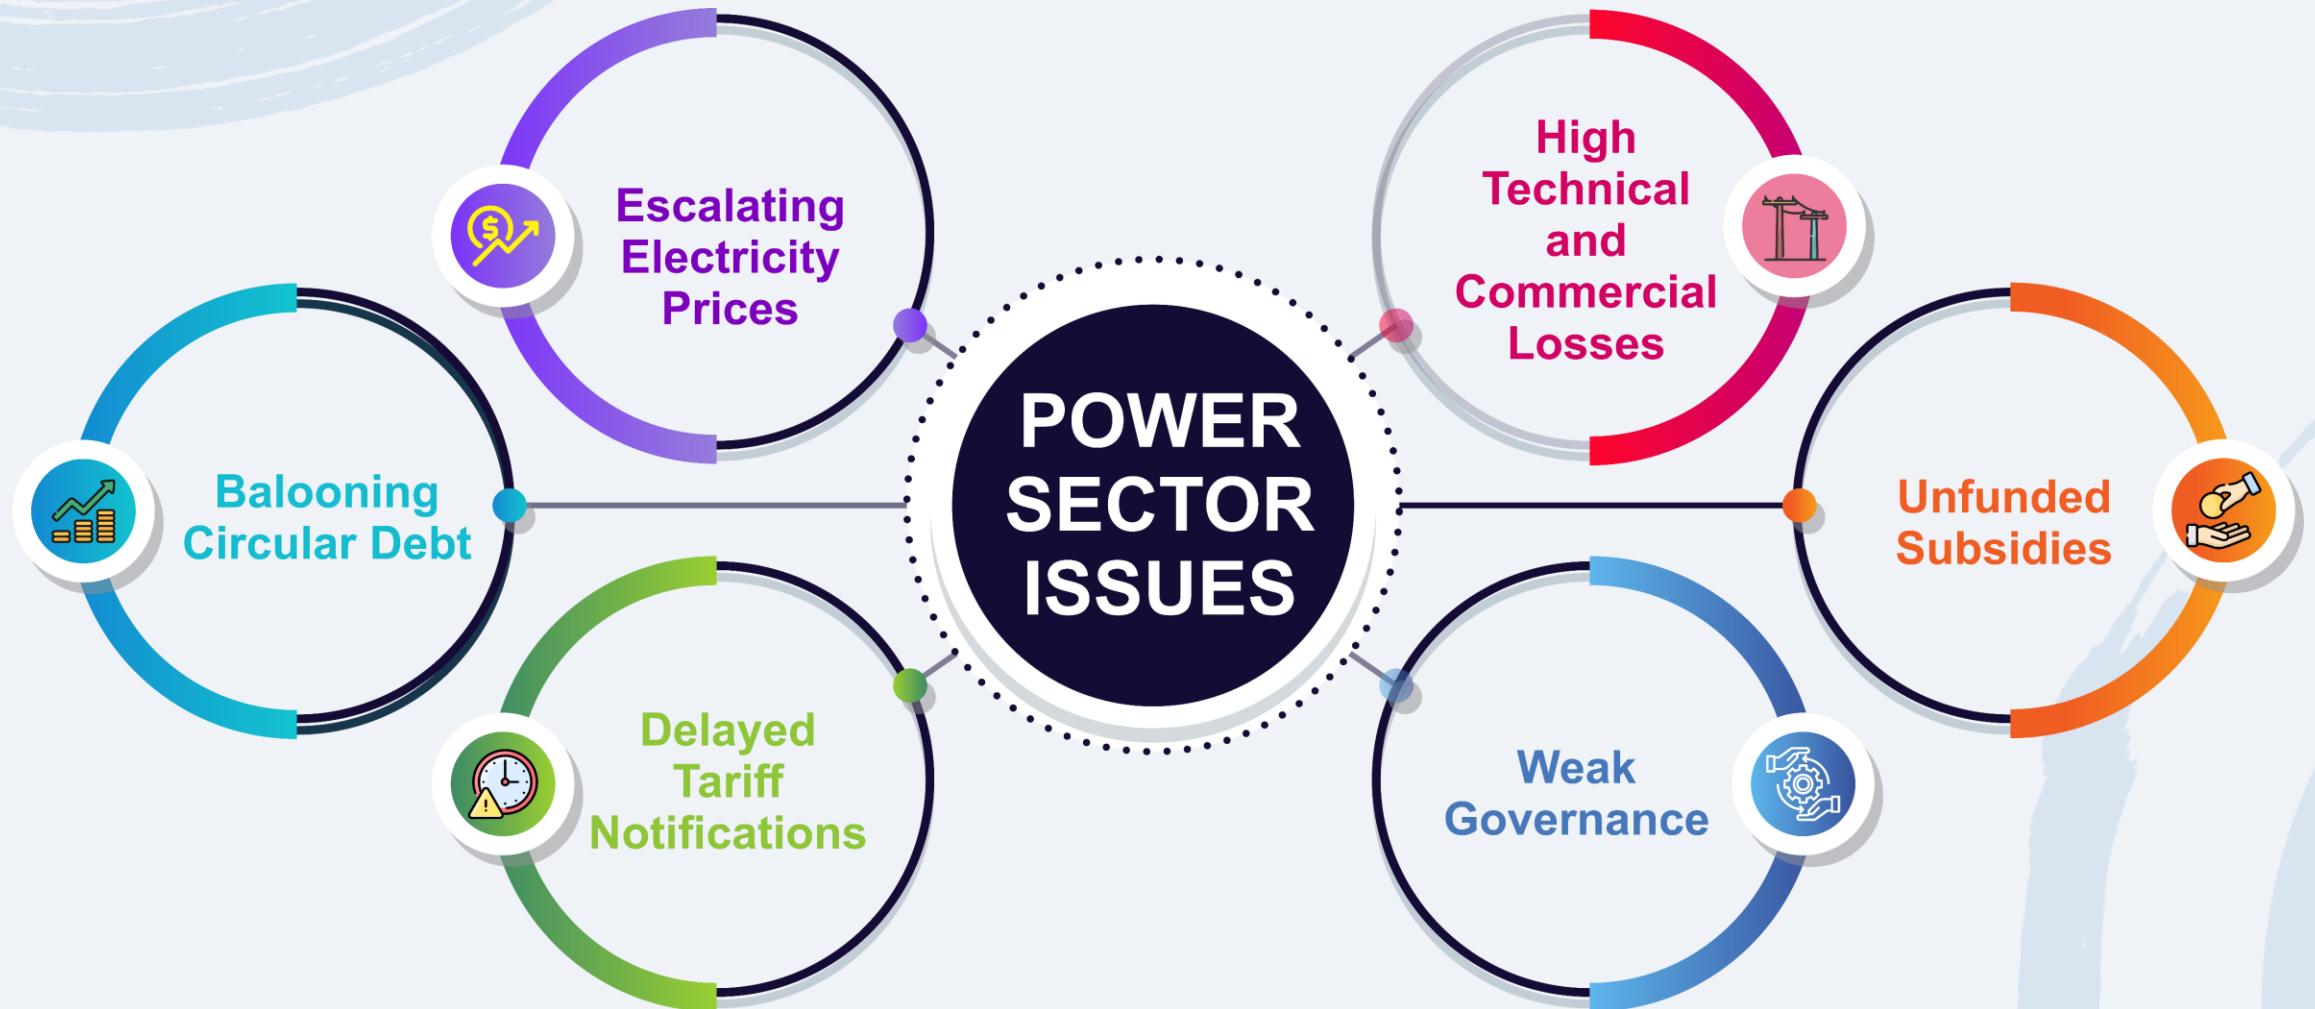 Escalating
Electricity
Prices
High
Technical
and
Commercial
Losses
Balooning
Circular Debt
POWER
SECTOR
ISSUES
Unfunded
Subsidies
Delayed
Tariff
Notifications
Weak
Governance